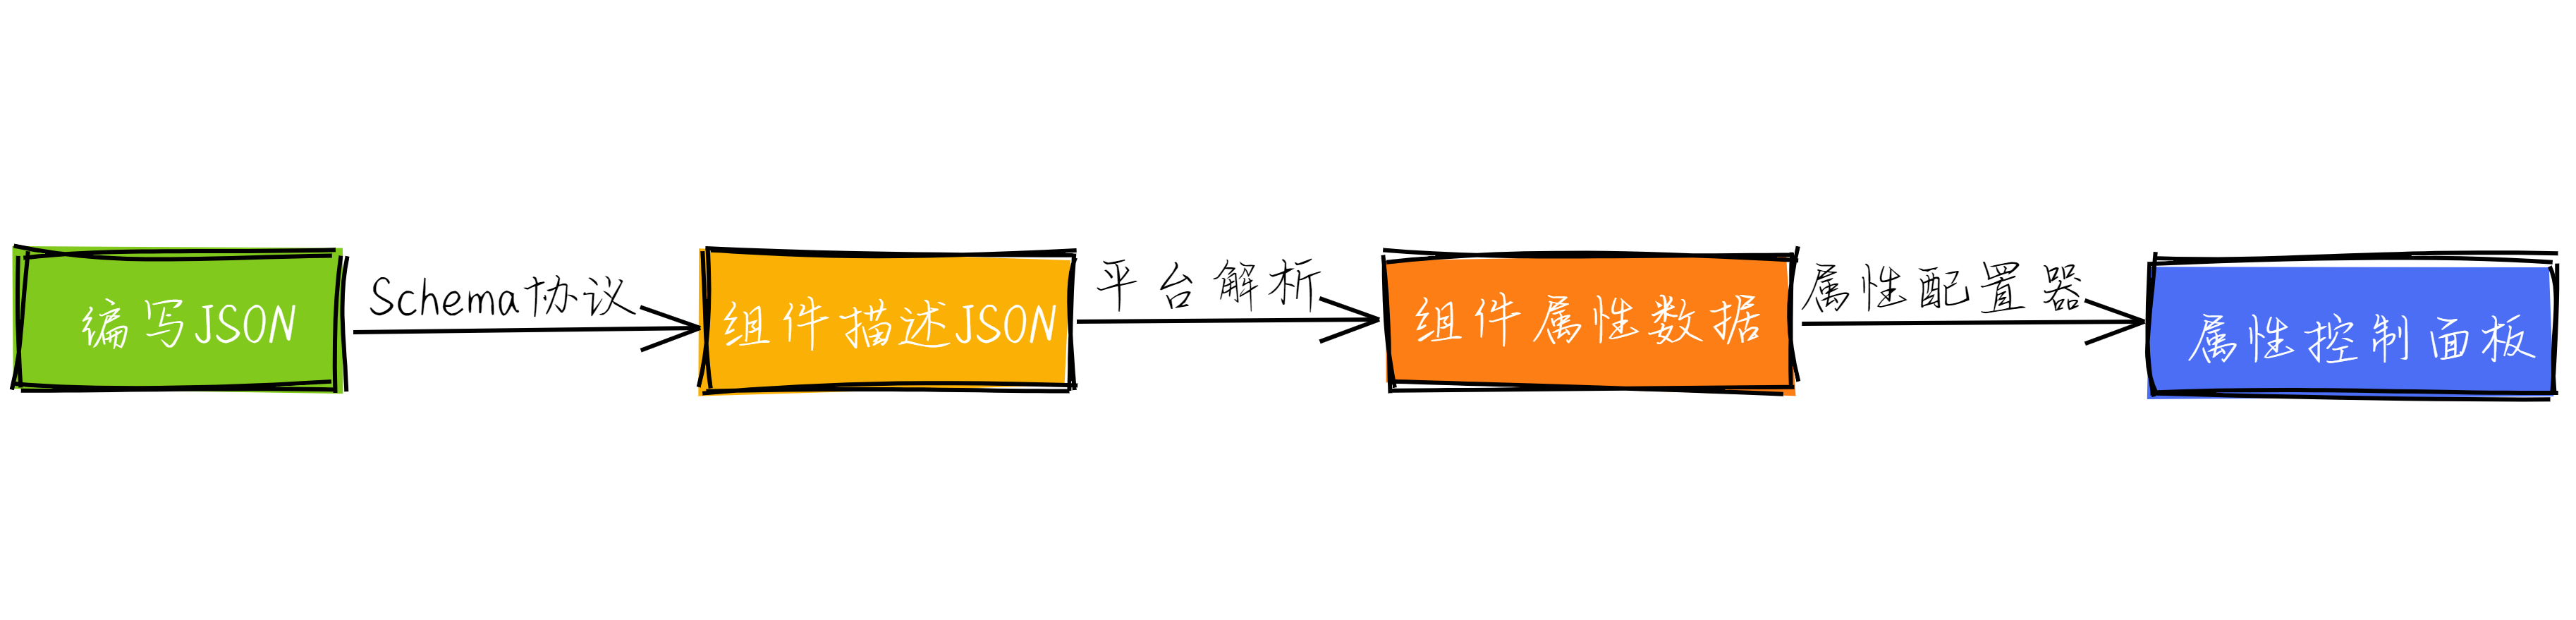 编写JSON
Schema协议
组件描述JSON
平台解析
组件属性数据
属性配置器
属性控制面板